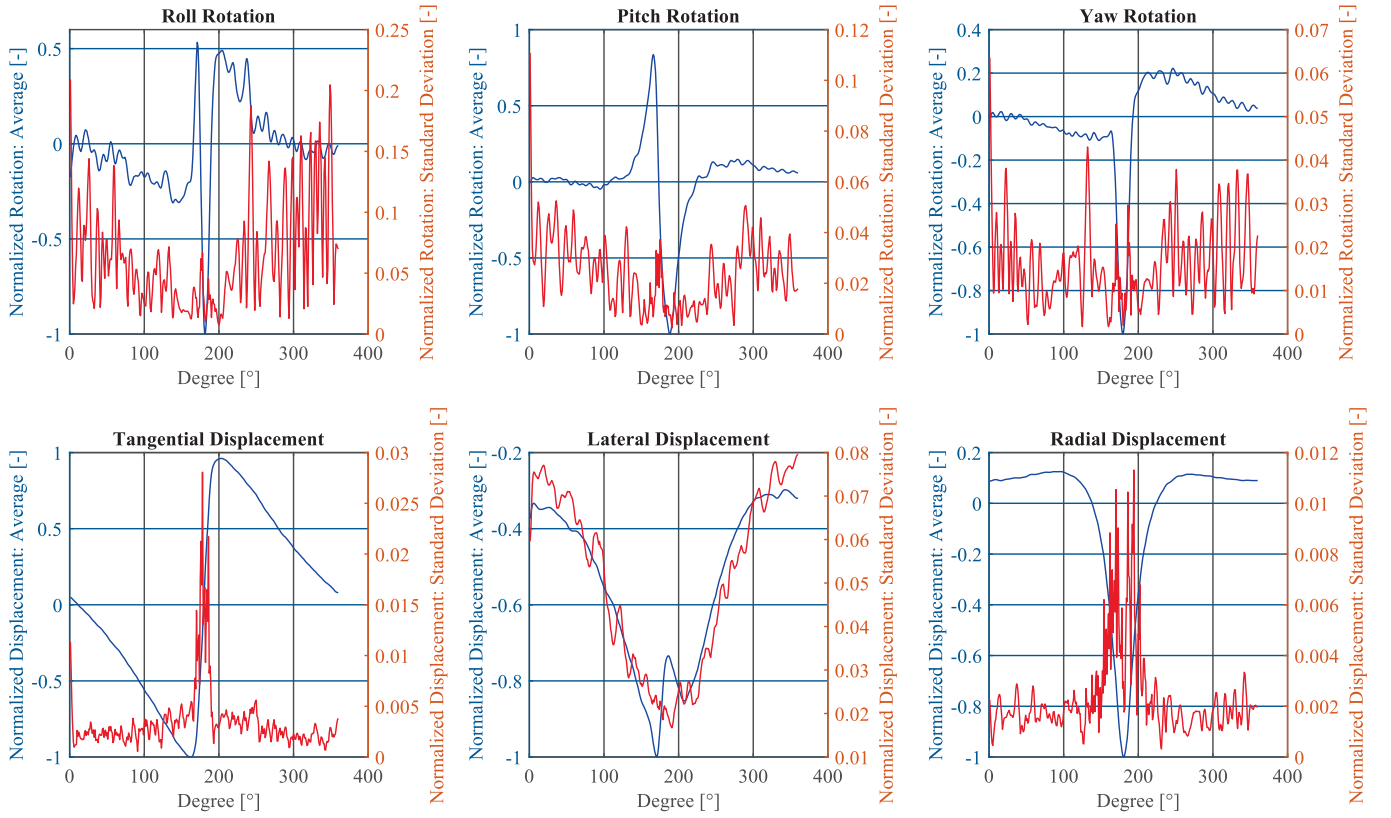 Roll Rotation
Normalized Rotation: Average [-]
0.5
0
-0.5
-1
0.25
0.2
0.15
0.1
0.05
0
Normalized Rotation: Standard Deviation [-]
0 100 200 300 400
Degree [°]
Pitch Rotation
Normalized Rotation: Average [-]
1
0.5
0
-0.5
-1
0.12
0.1
0.08
0.06
0.04
0.02
0
Normalized Rotation: Standard Deviation [-]
0 100 200 300 400
Degree [°]
Yaw Rotation
Normalized Rotation: Average [-]
0.4
0.2
0
-0.2
-0.4
-0.6
-0.8
-1
0.07
0.06
0.05
0.04
0.03
0.02
0.01
0
Normalized Rotation: Standard Deviation [-]
0 100 200 300 400
Degree [°]
Tangential Displacement
Normalized Displacement: Average [-]
1
0.5
0
-0.5
-1
0.03
0.025
0.02
0.015
0.01
0.005
0
Normalized Displacement: Standard Deviation [-]
0 100 200 300 400
Degree [°]
Lateral Displacement
Normalized Displacement: Average [-]
-0.2
-0.4
-0.6
-0.8
-1
0.08
0.07
0.06
0.05
0.04
0.03
0.02
0.01
Normalized Displacement: Standard Deviation [-]
0 100 200 300 400
Degree [°]
Radial Displacement
Normalized Displacement: Average [-]
0.2
0
-0.2
-0.4
-0.6
-0.8
-1
0.012
0.01
0.008
0.006
0.004
0.002
0
Normalized Displacement: Standard Deviation [-]
0 100 200 300 400
Degree [°]